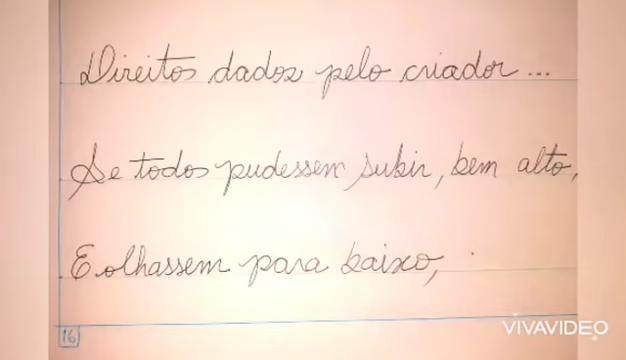 Direitos dados pelo criador...
Se todos pudessem subir, bem alto,
E olhassem para baixo,
16
VIVAVIDEO